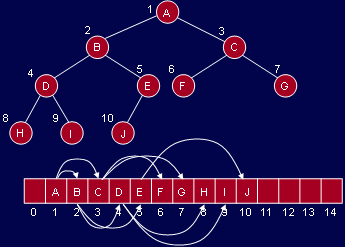 1 A
2 B 3 C
4 D 5 E 6 F 7 G
8 H 9 I 10 J
A B C D E F G H I J
0 1 2 3 4 5 6 7 8 9 10 11 12 13 14